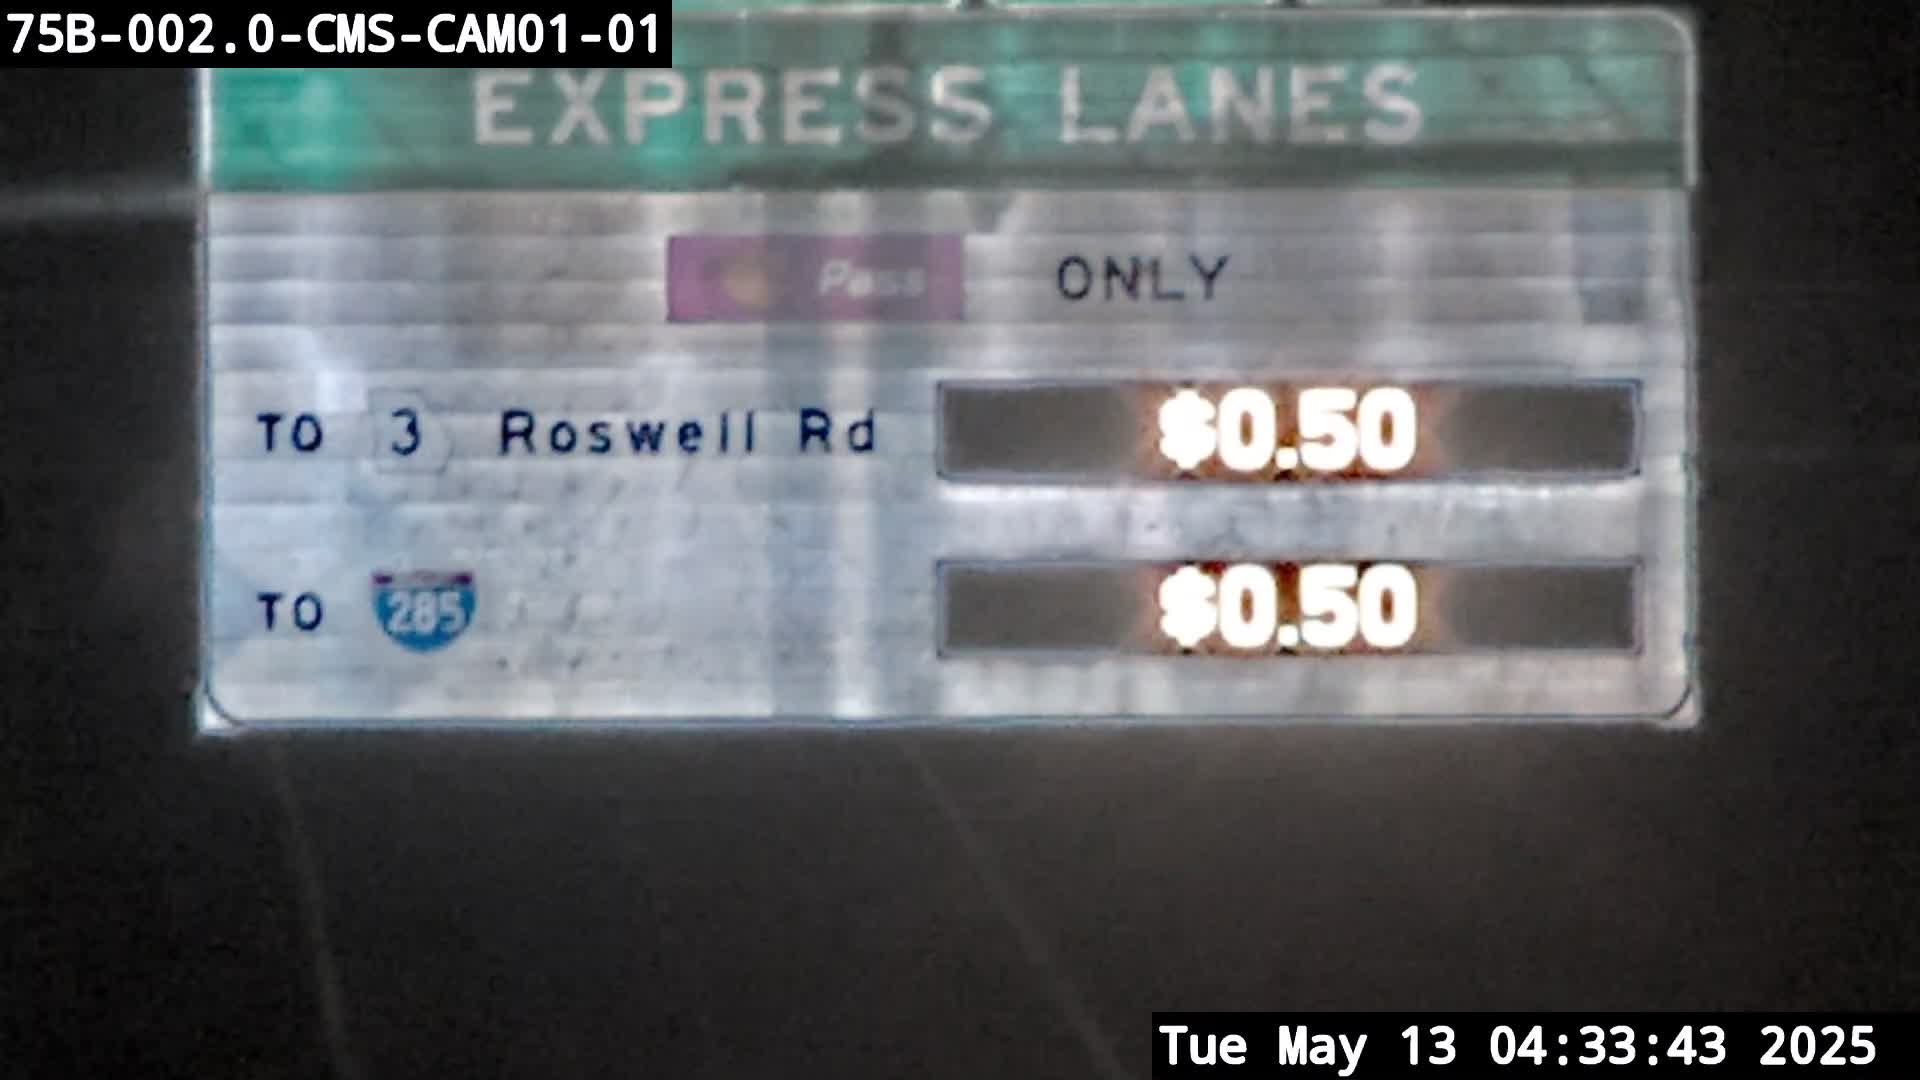 75B-002.0-CMS-CAM01-01
EXPRESS LANES
Pass ONLY
TO 3 Roswell Rd $0.50
TO 285 $0.50
Tue May 13 04:33:43 2025